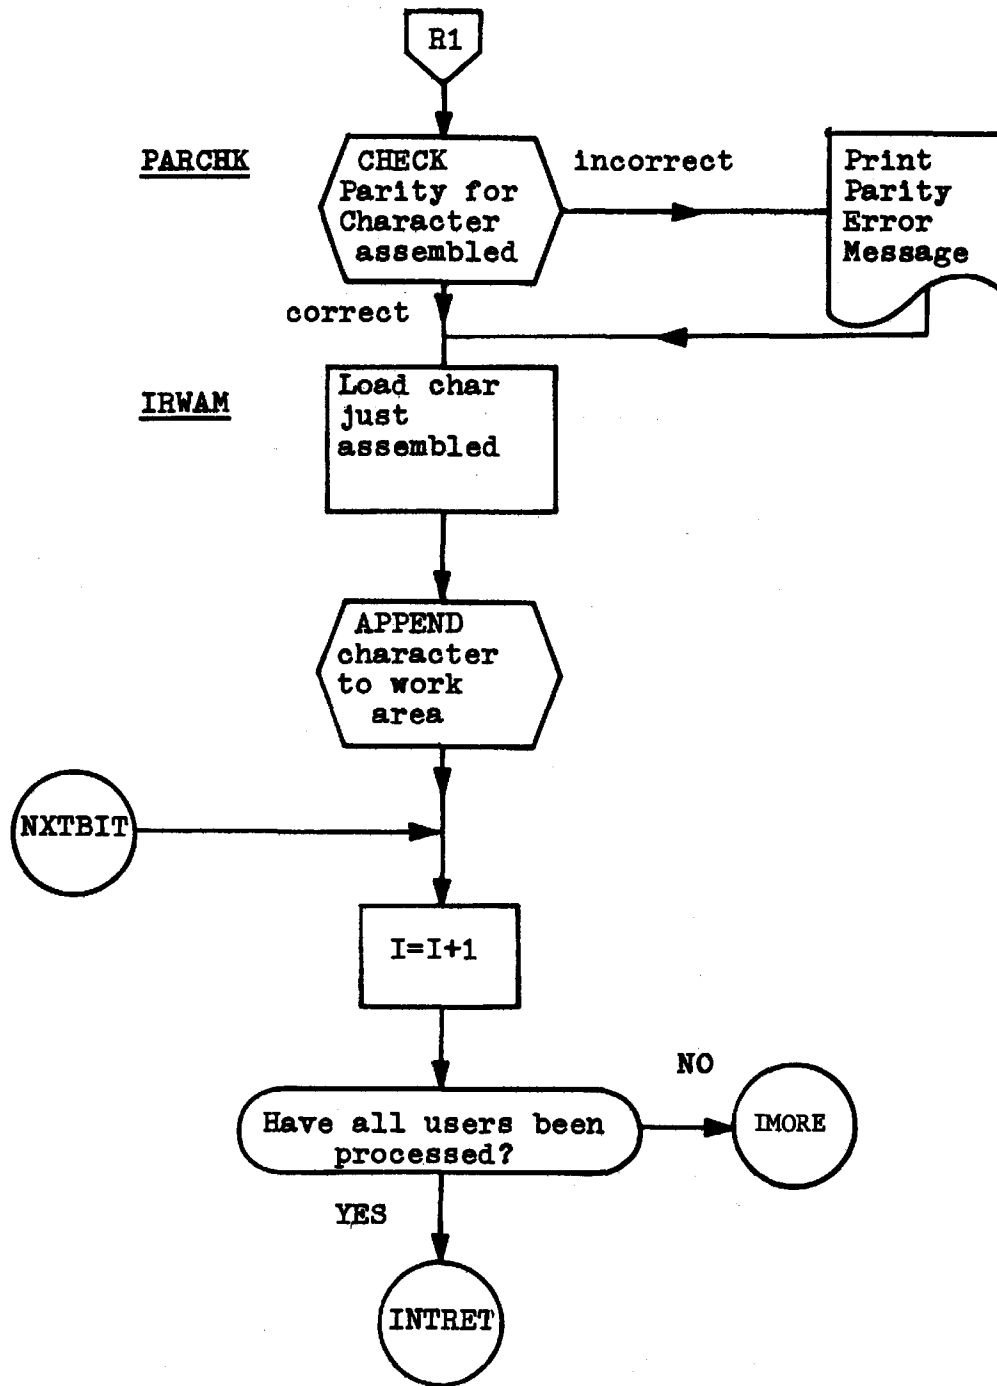 R1
PARCHK
CHECK
Parity for
Character
assembled
incorrect
Print
Parity
Error
Message
correct
IRWAM
Load char
just
assembled
APPEND
character
to work
area
NXTBIT
I=I+1
Have all users been
processed?
NO
IMORE
YES
INTRET